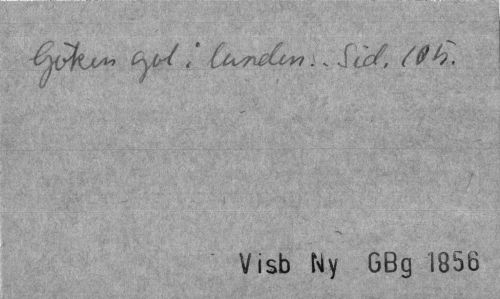 Göken gol i lunden.. Sid. 105.
Visb Ny GBg 1856